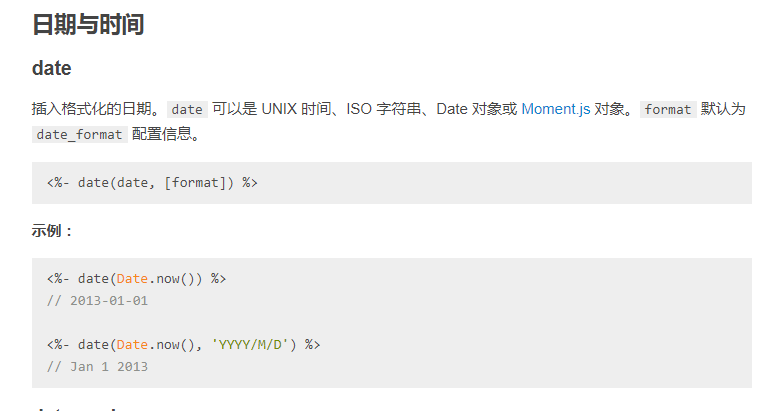 日期与时间
date
插入格式化的日期。date 可以是 UNIX 时间、ISO 字符串、Date 对象或 Moment.js 对象。format 默认为
date_format 配置信息。
<%- date(date, [format]) %>
示例：
<%- date(Date.now()) %>
// 2013-01-01
<%- date(Date.now(), 'YYYY/M/D') %>
// Jan 1 2013